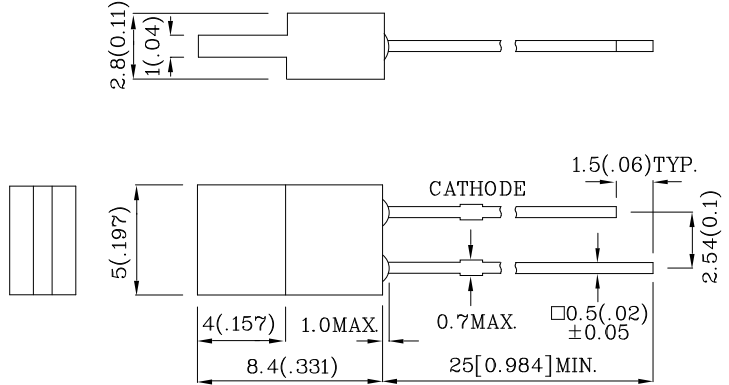 2.8(0.11)
1(.04)
1.5(.06)TYP.
CATHODE
5(.197)
2.54(0.1)
4(.157)
1.0MAX.
0.7MAX.
□0.5(.02)
±0.05
8.4(.331)
25[0.984]MIN.